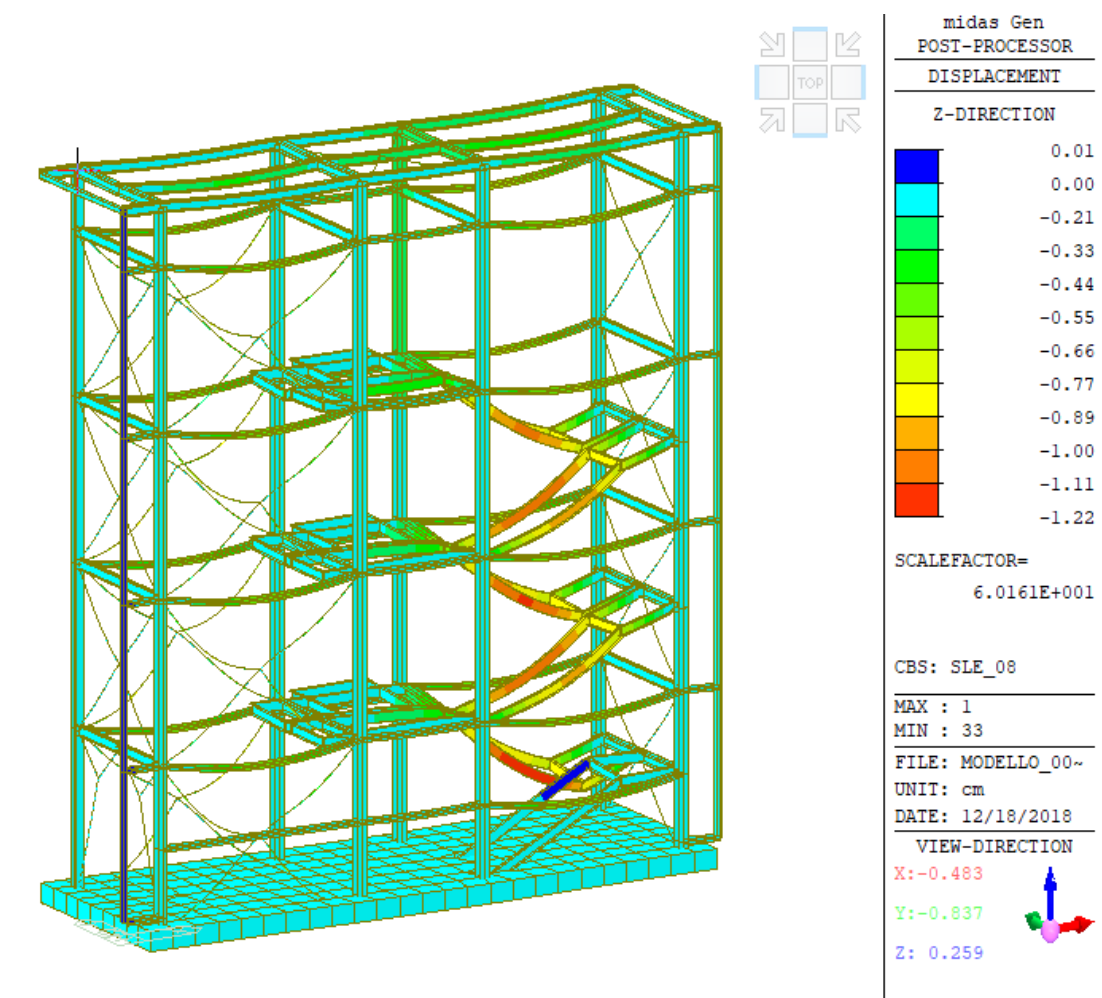 TOP
midas Gen
POST-PROCESSOR
DISPLACEMENT
Z-DIRECTION
0.01
0.00
-0.21
-0.33
-0.44
-0.55
-0.66
-0.77
-0.89
-1.00
-1.11
-1.22
SCALEFACTOR=
6.0161E+001
CBS: SLE_08
MAX : 1
MIN : 33
FILE: MODELLO_00~
UNIT: cm
DATE: 12/18/2018
VIEW-DIRECTION
X:-0.483
Y:-0.837
Z: 0.259